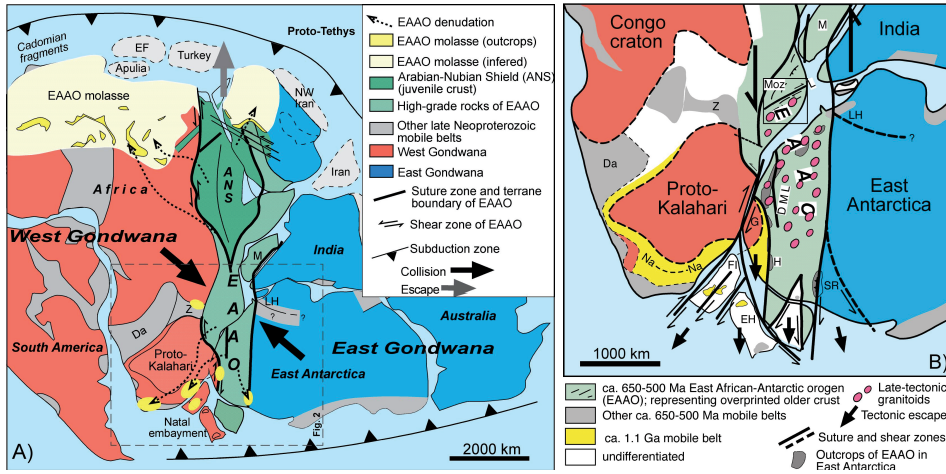 Cadomian
fragments
EF
Turkey
Apulia
Proto-Tethys
EAAO molasse
NW
Iran
Iran
ANS
Africa
West Gondwana
M
India
E
A
A
O
LH
?
?
Z
Da
Proto-
Kalahari
South America
Australia
East Gondwana
East Antarctica
Natal
embayment
Fig. 2
A)
2000 km
EAAO denudation
EAAO molasse (outcrops)
EAAO molasse (infered)
Arabian-Nubian Shield (ANS)
(juvenile crust)
High-grade rocks of EAAO
Other late Neoproterozoic
mobile belts
West Gondwana
East Gondwana
Suture zone and terrane
boundary of EAAO
Shear zone of EAAO
Subduction zone
Collision
Escape
Congo
craton
M
India
Moz
L
E
Z
LH
?
Da
A
A
O
DML
Proto-
Kalahari
East
Antarctica
G
Na
Na
FI
H
SR
EH
1000 km
B)
ca. 650-500 Ma East African-Antarctic orogen
(EAAO); representing overprinted older crust
Other ca. 650-500 Ma mobile belts
ca. 1.1 Ga mobile belt
undifferentiated
Late-tectonic
granitoids
Tectonic escape
Suture and shear zones
Outcrops of EAAO in
East Antarctica